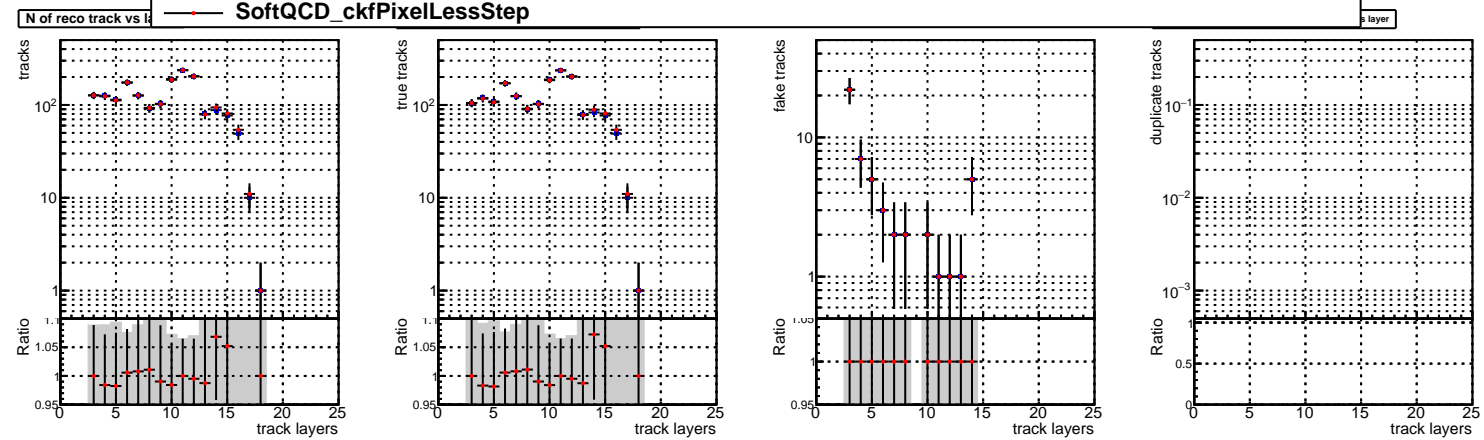 SoftQCD_ckfPixelLessStep
N of reco track vs la
s layer
tracks
10²
10
1
Ratio
1.1
1.05
1
0.95
0 5 10 15 20 25
track layers
true tracks
10²
10
1
Ratio
1.1
1.05
1
0.95
0 5 10 15 20 25
track layers
fake tracks
10
1
Ratio
1.05
1
0.95
0 5 10 15 20 25
track layers
duplicate tracks
10⁻¹
10⁻²
10⁻³
Ratio
1
0.5
0
0 5 10 15 20 25
track layers